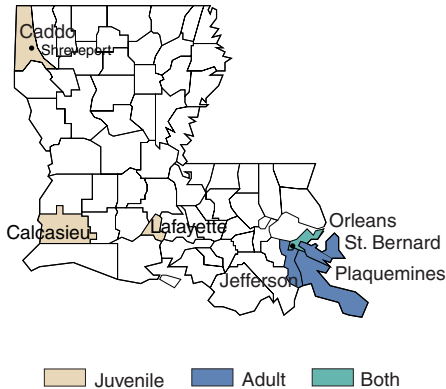 Caddo
Shreveport
Orleans
Calcasieu
Lafayette
St. Bernard
Plaquemines
Jefferson
Juvenile
Adult
Both